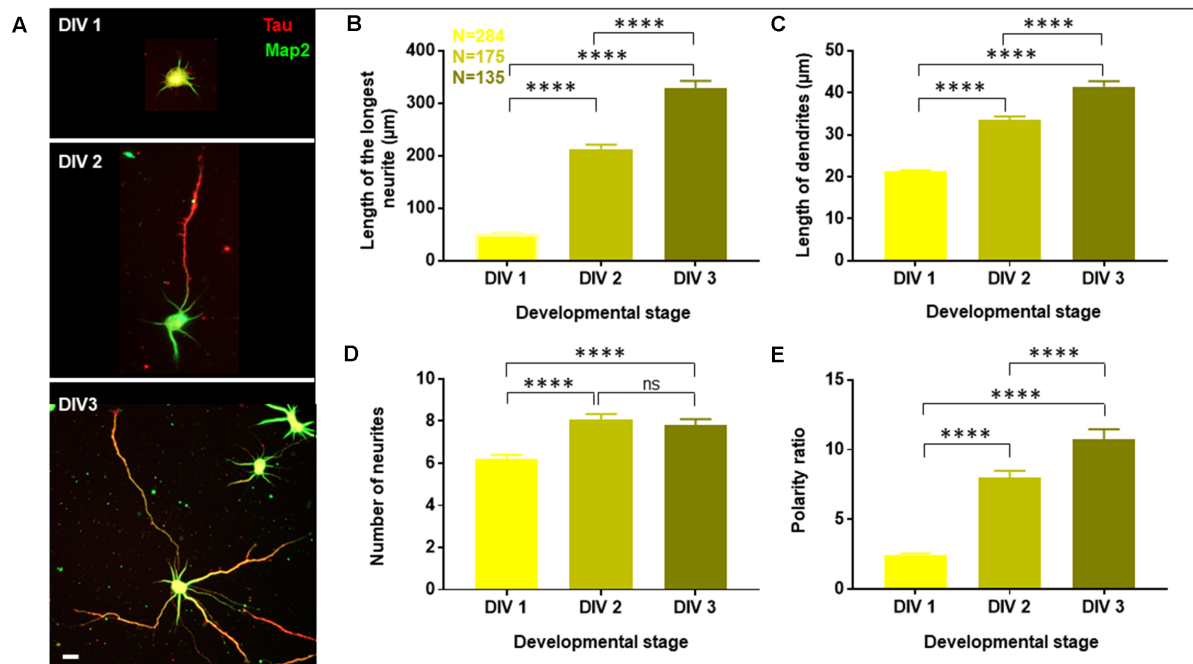 A
DIV 1
Tau
Map2
DIV 2
DIV3
B
N=284
N=175
N=135
****
****
****
Length of the longest
neurite (µm)
400
300
200
100
0
DIV 1 DIV 2 DIV 3
Developmental stage
C
****
****
****
Length of dendrites (µm)
50
40
30
20
10
0
DIV 1 DIV 2 DIV 3
Developmental stage
D
****
****
ns
Number of neurites
10
8
6
4
2
0
DIV 1 DIV 2 DIV 3
Developmental stage
E
****
****
****
Polarity ratio
15
10
5
0
DIV 1 DIV 2 DIV 3
Developmental stage